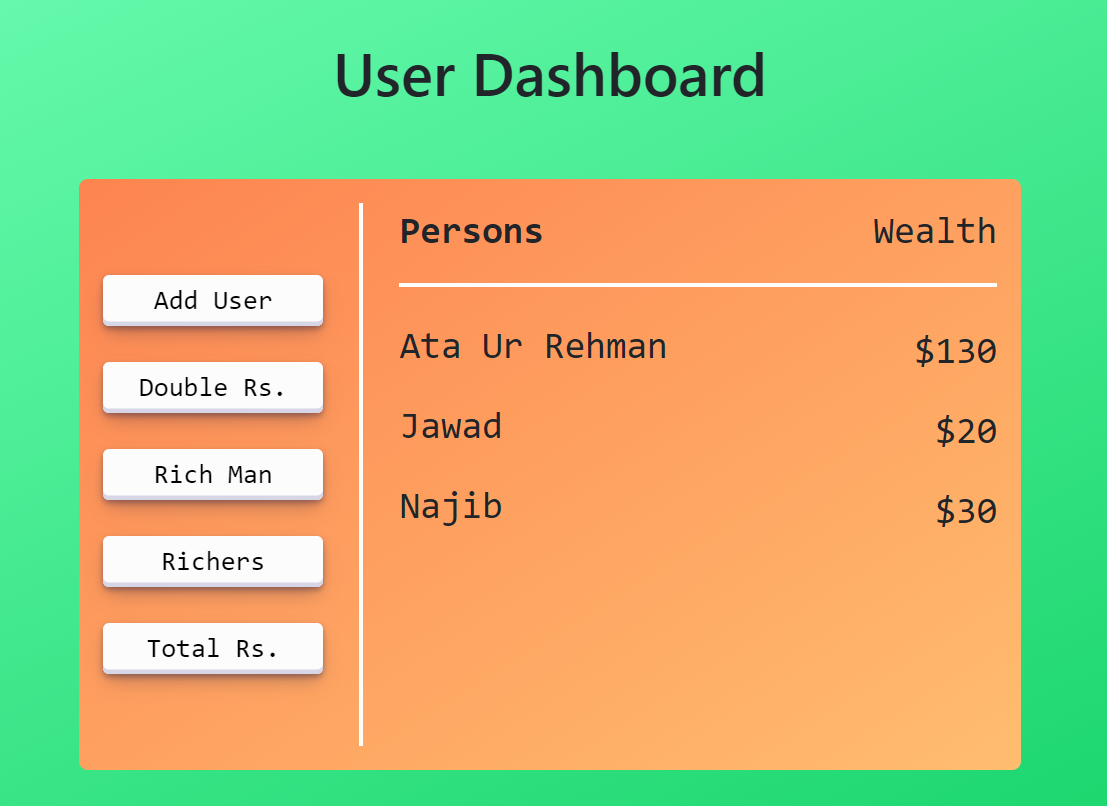 User Dashboard
Add User
Double Rs.
Rich Man
Richers
Total Rs.
Persons Wealth
Ata Ur Rehman $130
Jawad $20
Najib $30